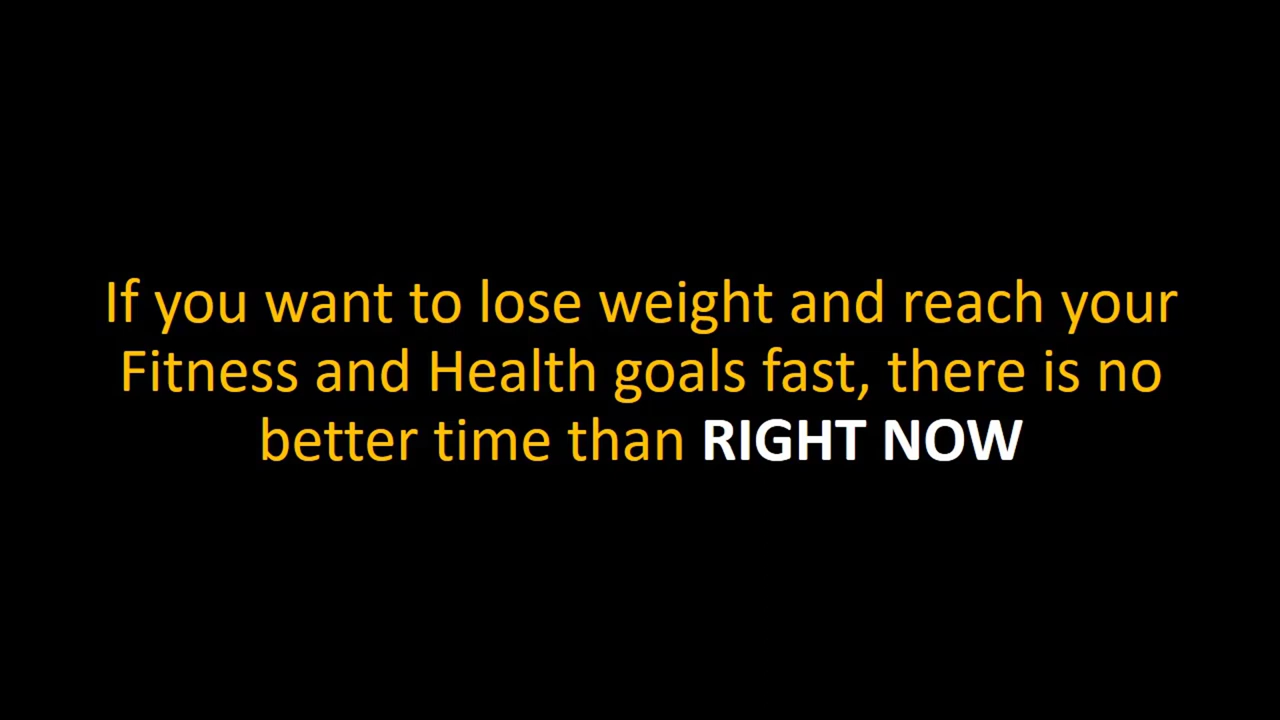 If you want to lose weight and reach your
Fitness and Health goals fast, there is no
better time than RIGHT NOW